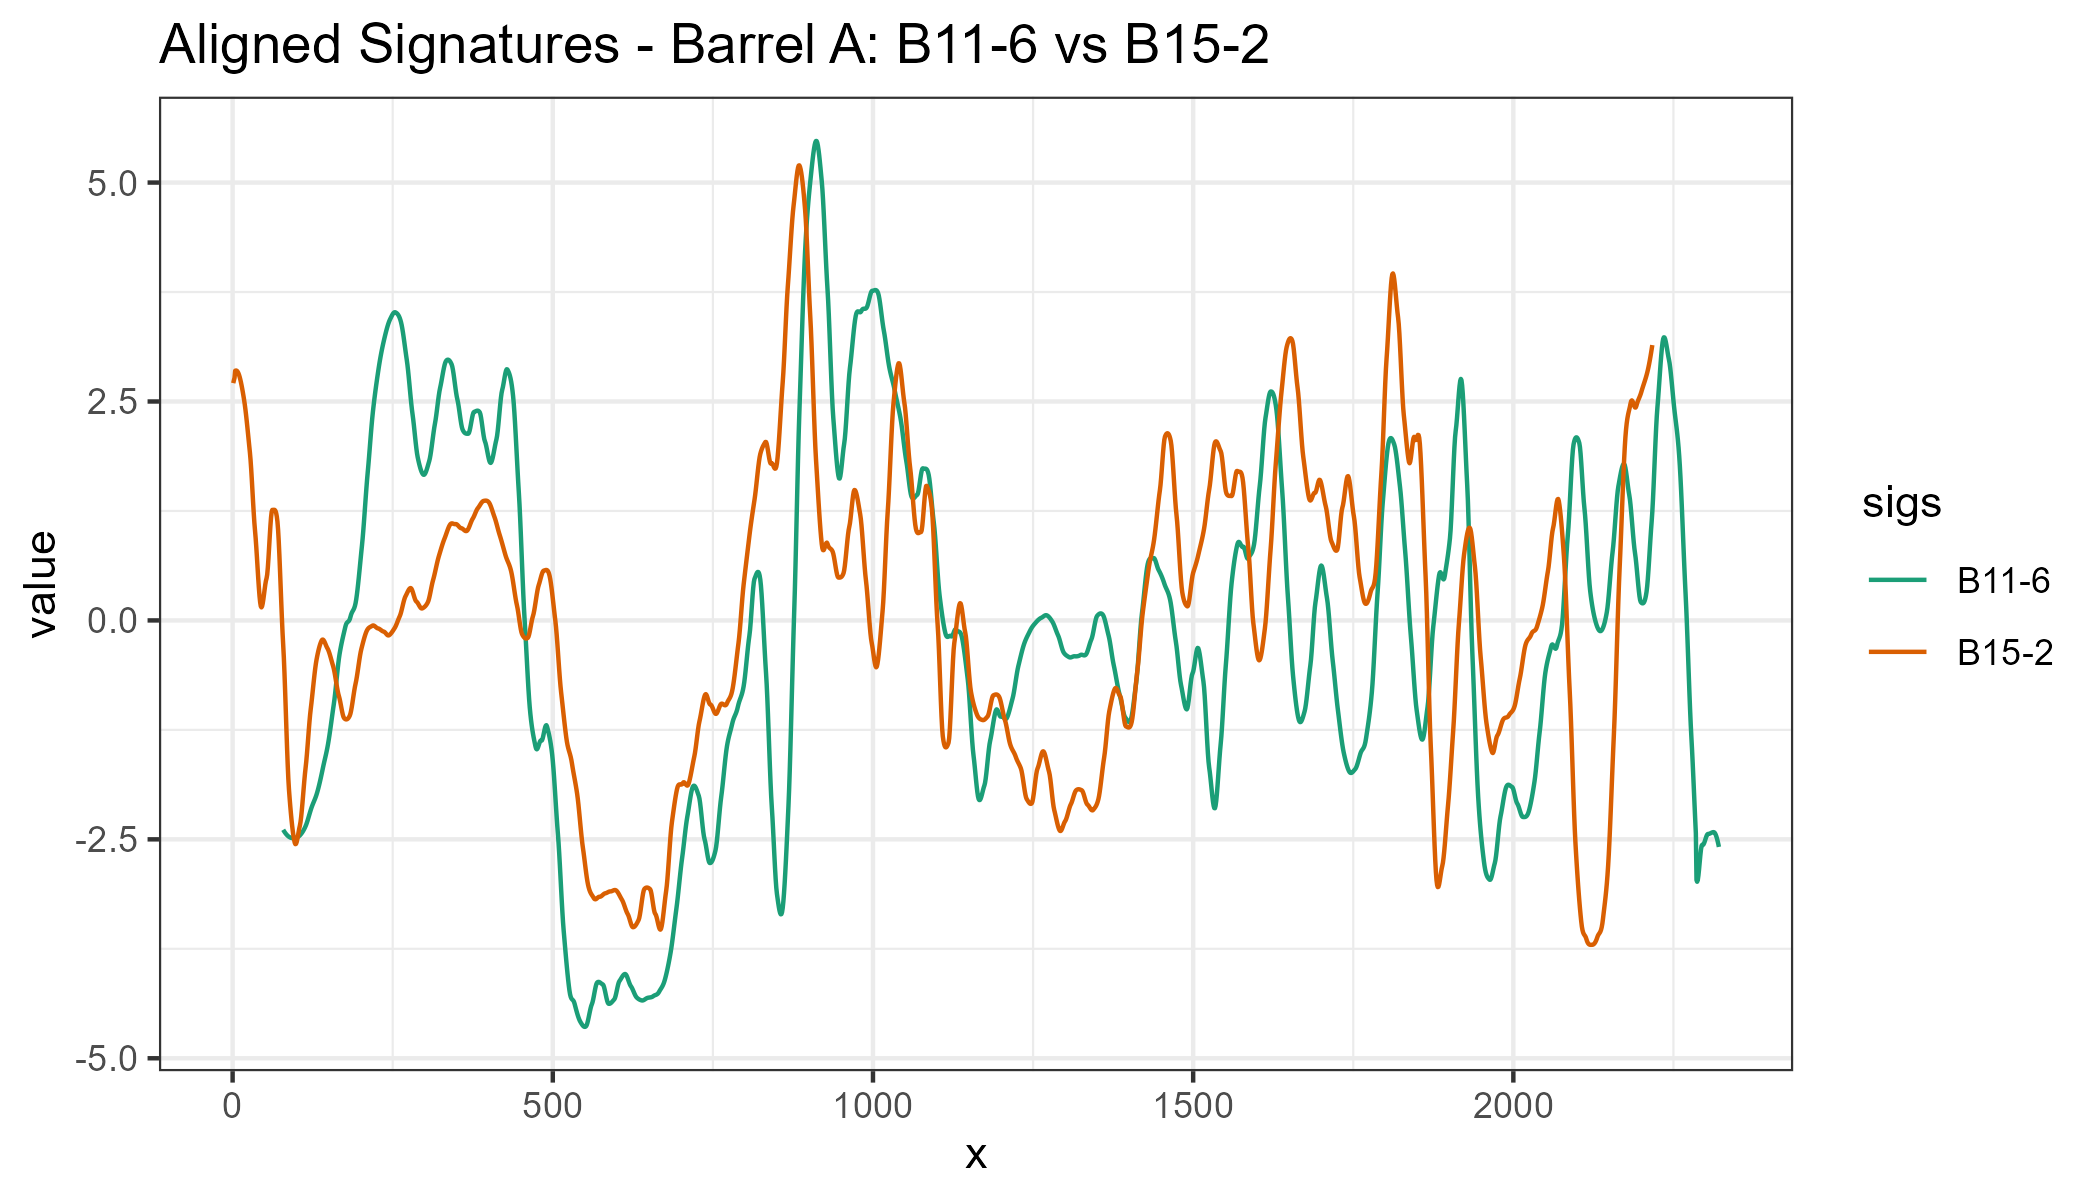 Aligned Signatures - Barrel A: B11-6 vs B15-2
value
5.0
2.5
0.0
-2.5
-5.0
0 500 1000 1500 2000
x
sigs
B11-6
B15-2